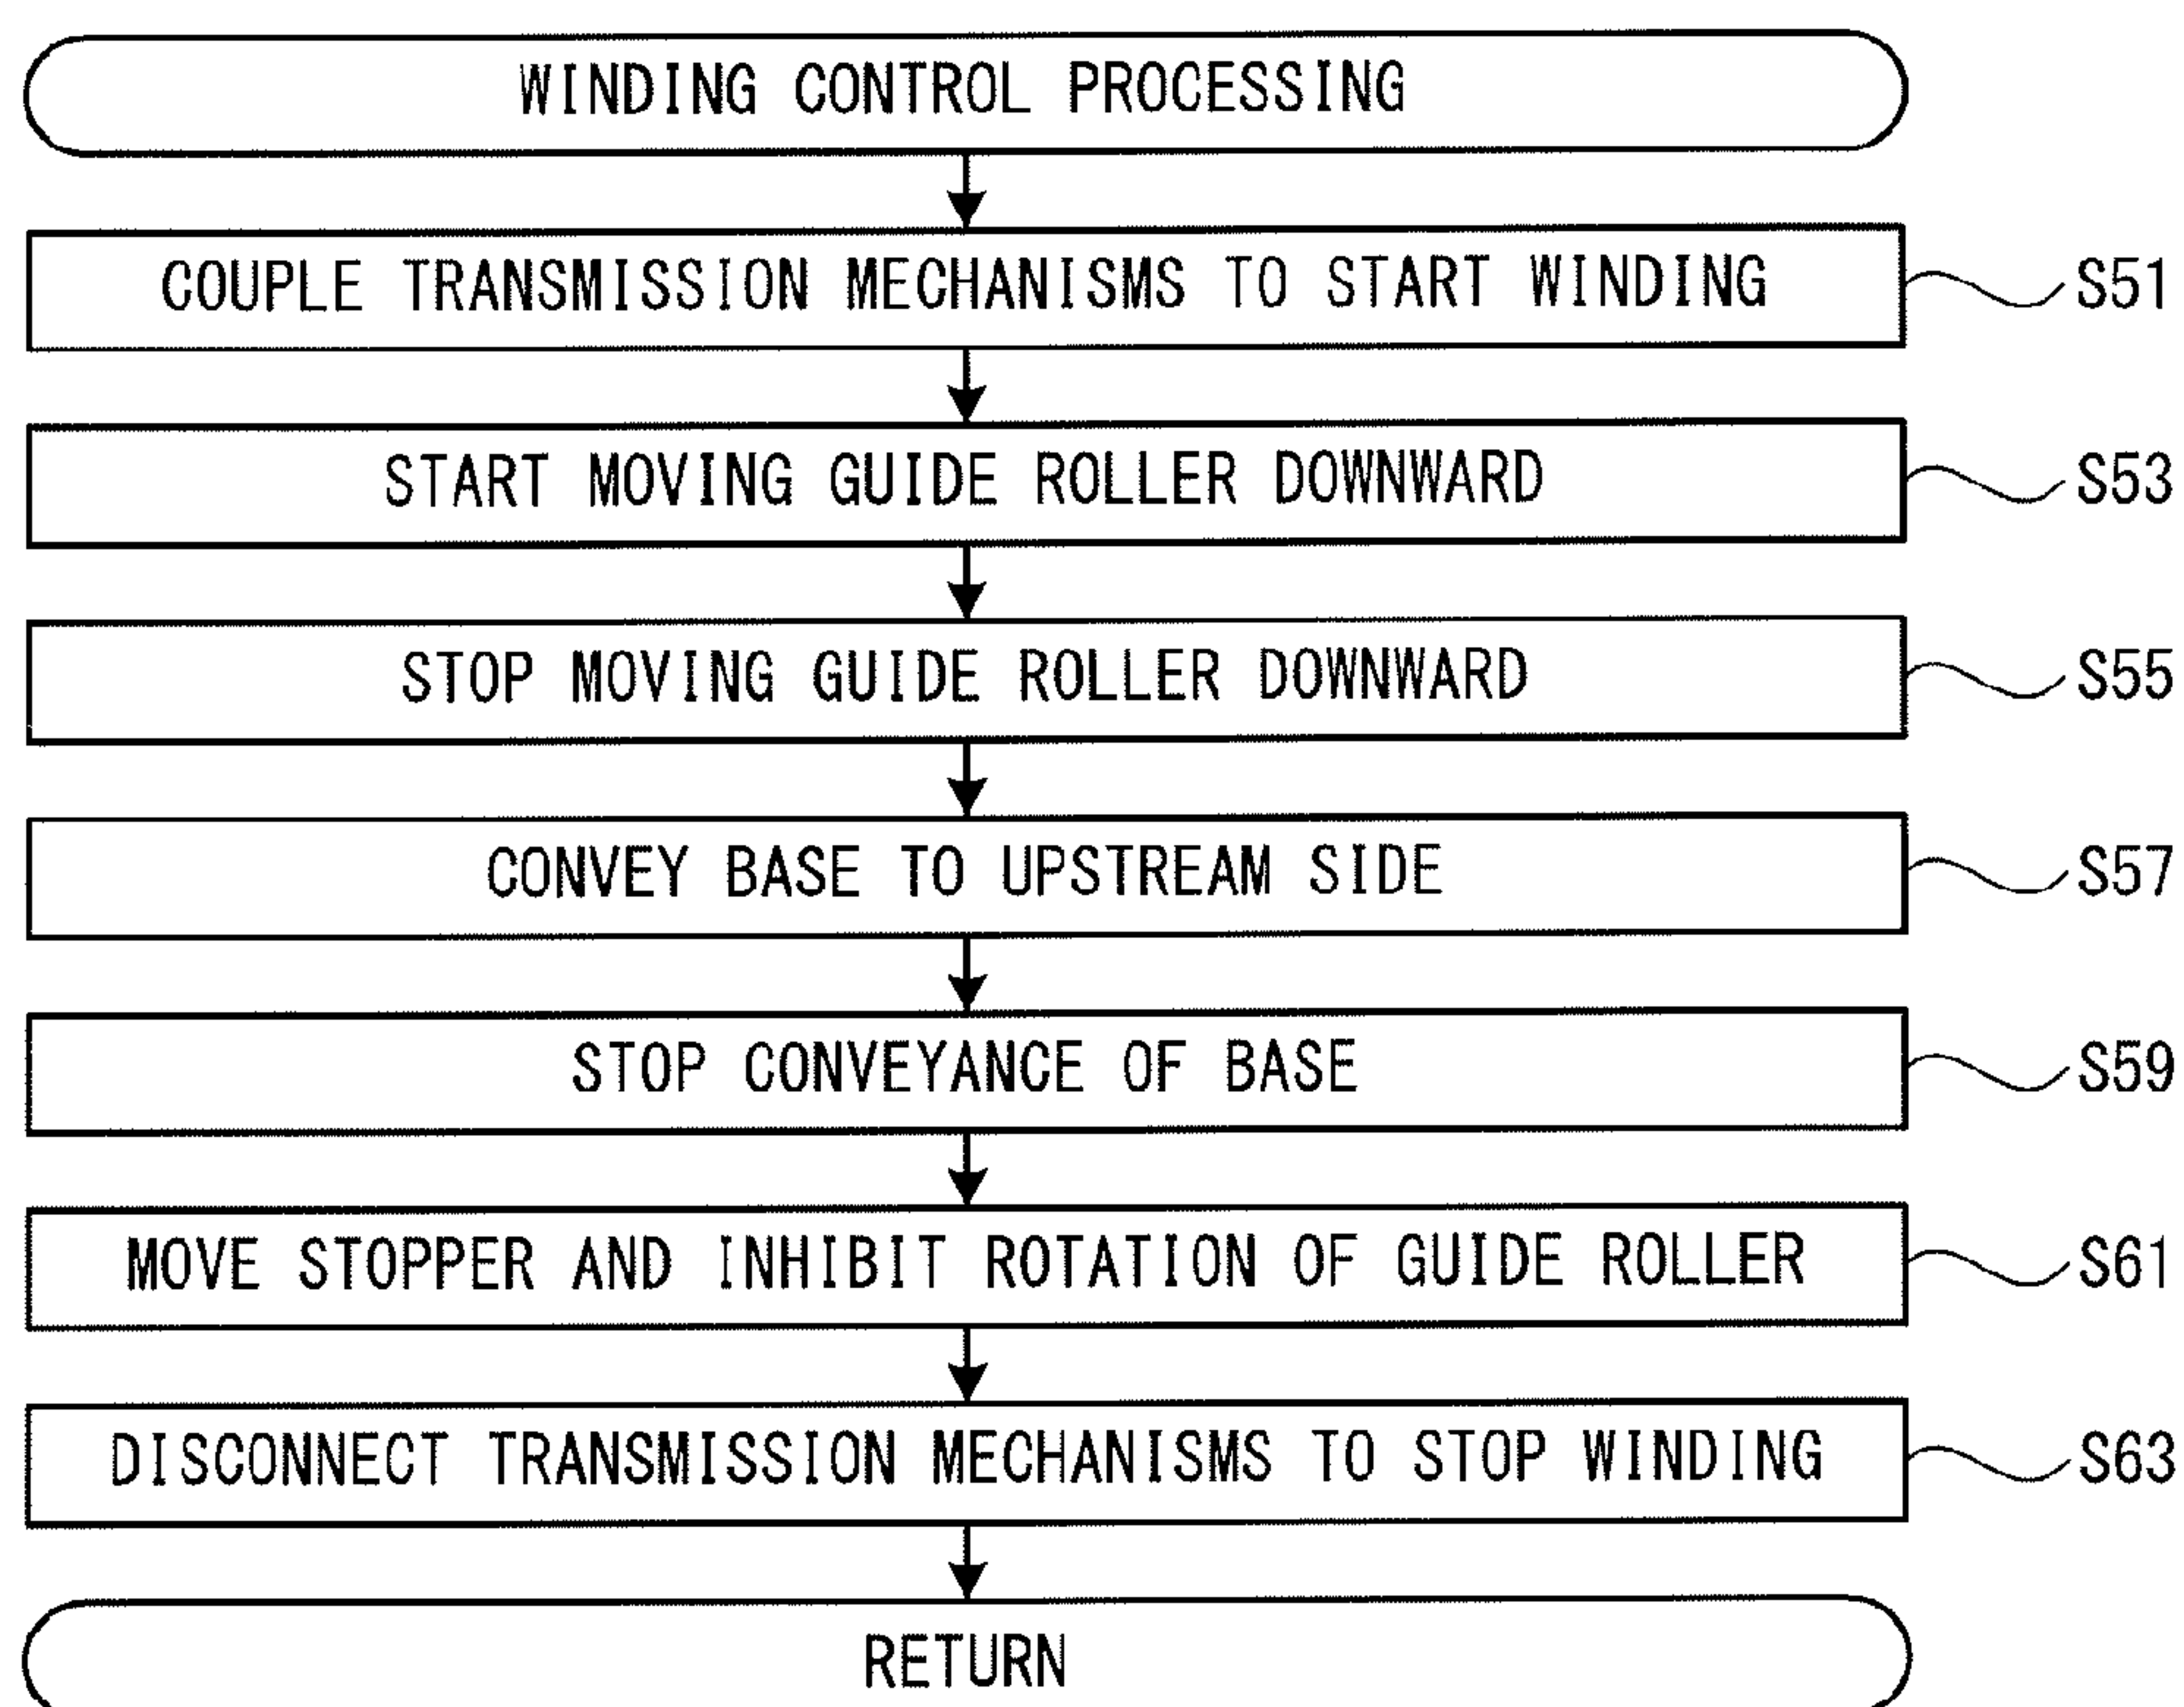 WINDING CONTROL PROCESSING
COUPLE TRANSMISSION MECHANISMS TO START WINDING
S51
START MOVING GUIDE ROLLER DOWNWARD
S53
STOP MOVING GUIDE ROLLER DOWNWARD
S55
CONVEY BASE TO UPSTREAM SIDE
S57
STOP CONVEYANCE OF BASE
S59
MOVE STOPPER AND INHIBIT ROTATION OF GUIDE ROLLER
S61
DISCONNECT TRANSMISSION MECHANISMS TO STOP WINDING
S63
RETURN